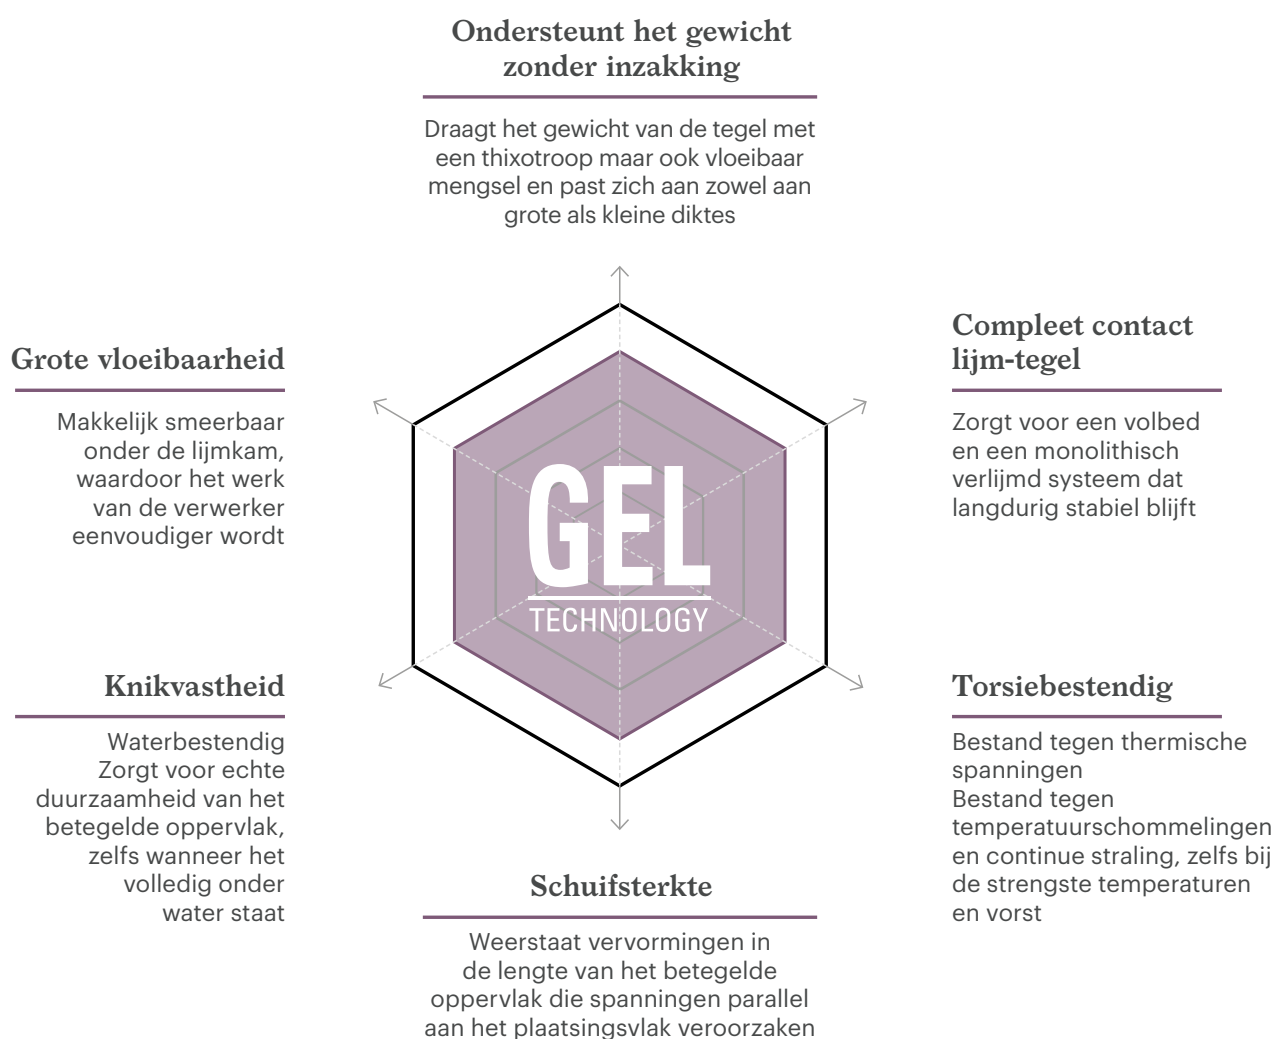 Ondersteunt het gewicht
zonder inzakking
Draagt het gewicht van de tegel met
een thixotroop maar ook vloeibaar
mengsel en past zich aan zowel aan
grote als kleine diktes
Grote vloeibaarheid
Makkelijk smeerbaar
onder de lijmkam,
waardoor het werk
van de verwerker
eenvoudiger wordt
Compleet contact
lijm-tegel
Zorgt voor een volbed
en een monolithisch
verlijmd systeem dat
langdurig stabiel blijft
GEL
TECHNOLOGY
Knikvastheid
Waterbestendig
Zorgt voor echte
duurzaamheid van het
betegelde oppervlak,
zelfs wanneer het
volledig onder
water staat
Torsiebestendig
Bestand tegen thermische
spanningen
Bestand tegen
temperatuurschommelingen
en continue straling, zelfs bij
de strengste temperaturen
en vorst
Schuifsterkte
Weerstaat vervormingen in
de lengte van het betegelde
oppervlak die spanningen parallel
aan het plaatsingsvlak veroorzaken